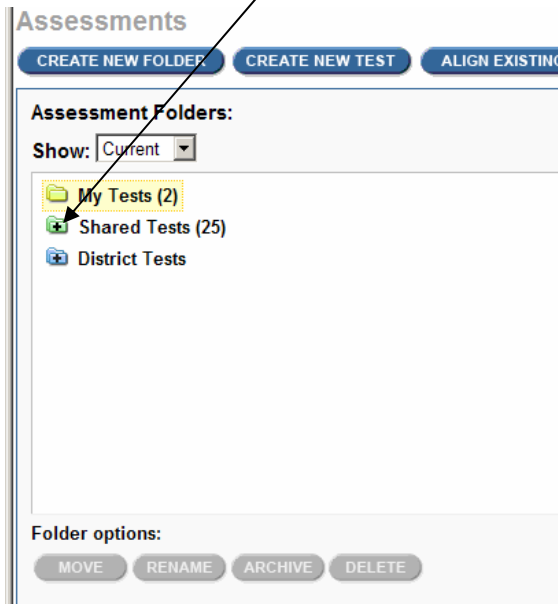 Assessments
CREATE NEW FOLDER CREATE NEW TEST ALIGN EXISTING
Assessment Folders:
Show: Current
My Tests (2)
Shared Tests (25)
District Tests
Folder options:
MOVE RENAME ARCHIVE DELETE